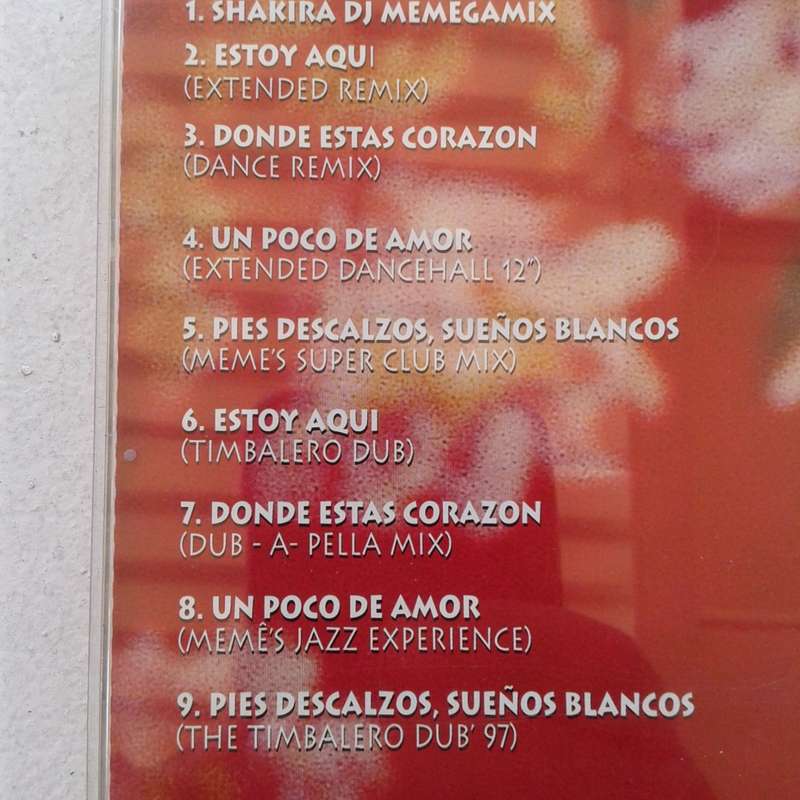 1. SHAKIRA DJ MEMEGAMIX
2. ESTOY AQUI
(EXTENDED REMIX)
3. DONDE ESTAS CORAZON
(DANCE REMIX)
4. UN POCO DE AMOR
(EXTENDED DANCEHALL 12")
5. PIES DESCALZOS, SUEÑOS BLANCOS
(MEME'S SUPER CLUB MIX)
6. ESTOY AQUI
(TIMBALERO DUB)
7. DONDE ESTAS CORAZON
(DUB - A- PELLA MIX)
8. UN POCO DE AMOR
(MEMÊ'S JAZZ EXPERIENCE)
9. PIES DESCALZOS, SUEÑOS BLANCOS
(THE TIMBALERO DUB' 97)